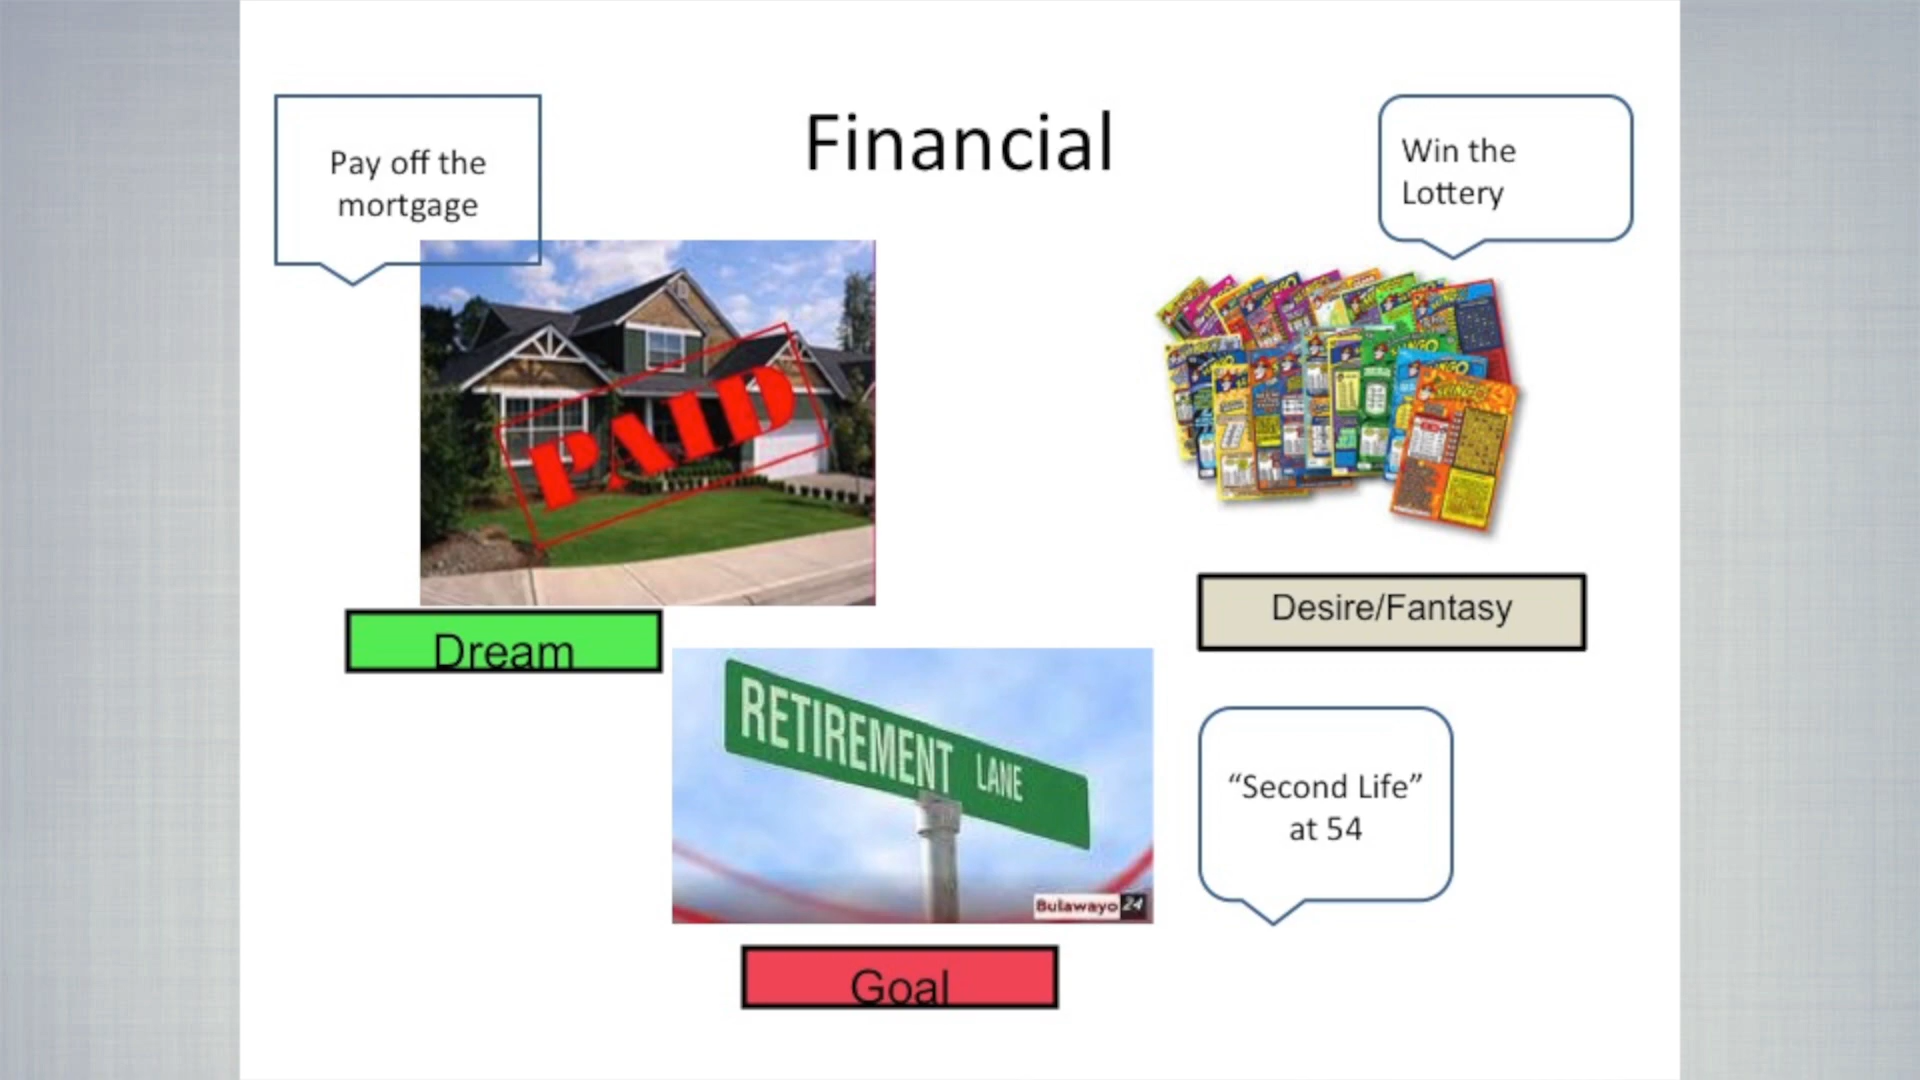 Financial
Pay off the
mortgage
Win the
Lottery
PAID
Desire/Fantasy
Dream
RETIREMENT LANE
Bulawayo 24
“Second Life”
at 54
Goal